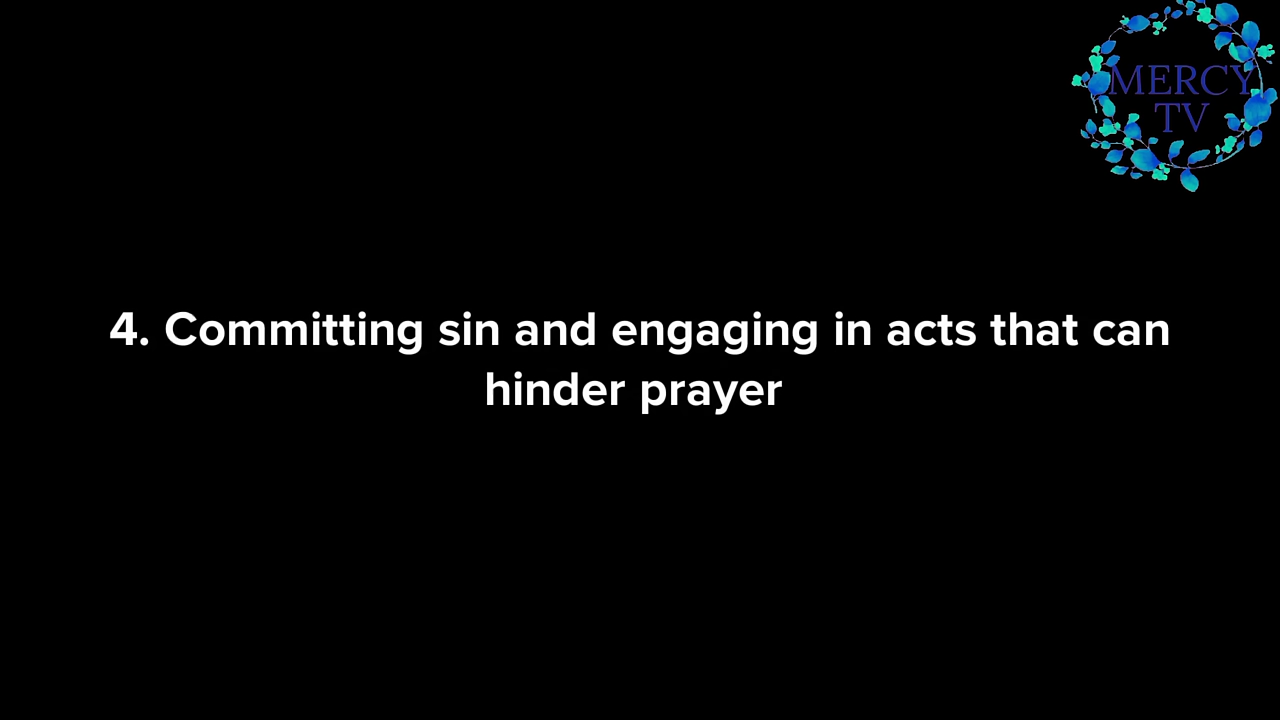 MERCY
TV
4. Committing sin and engaging in acts that can
hinder prayer